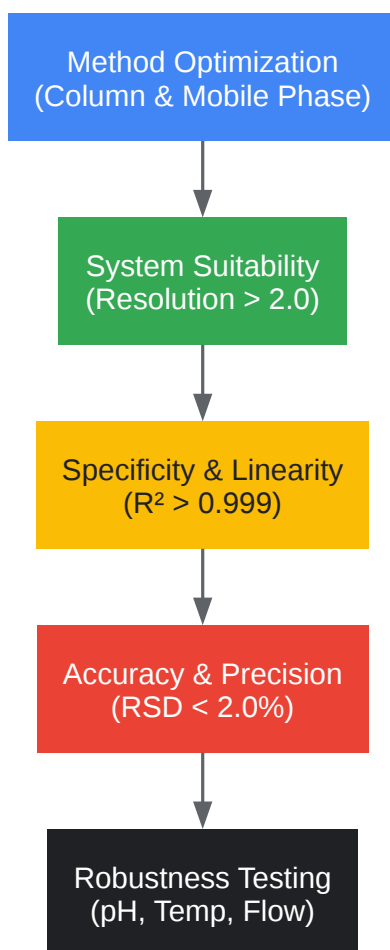 Method Optimization
(Column & Mobile Phase)
System Suitability
(Resolution > 2.0)
Specificity & Linearity
(R² > 0.999)
Accuracy & Precision
(RSD < 2.0%)
Robustness Testing
(pH, Temp, Flow)